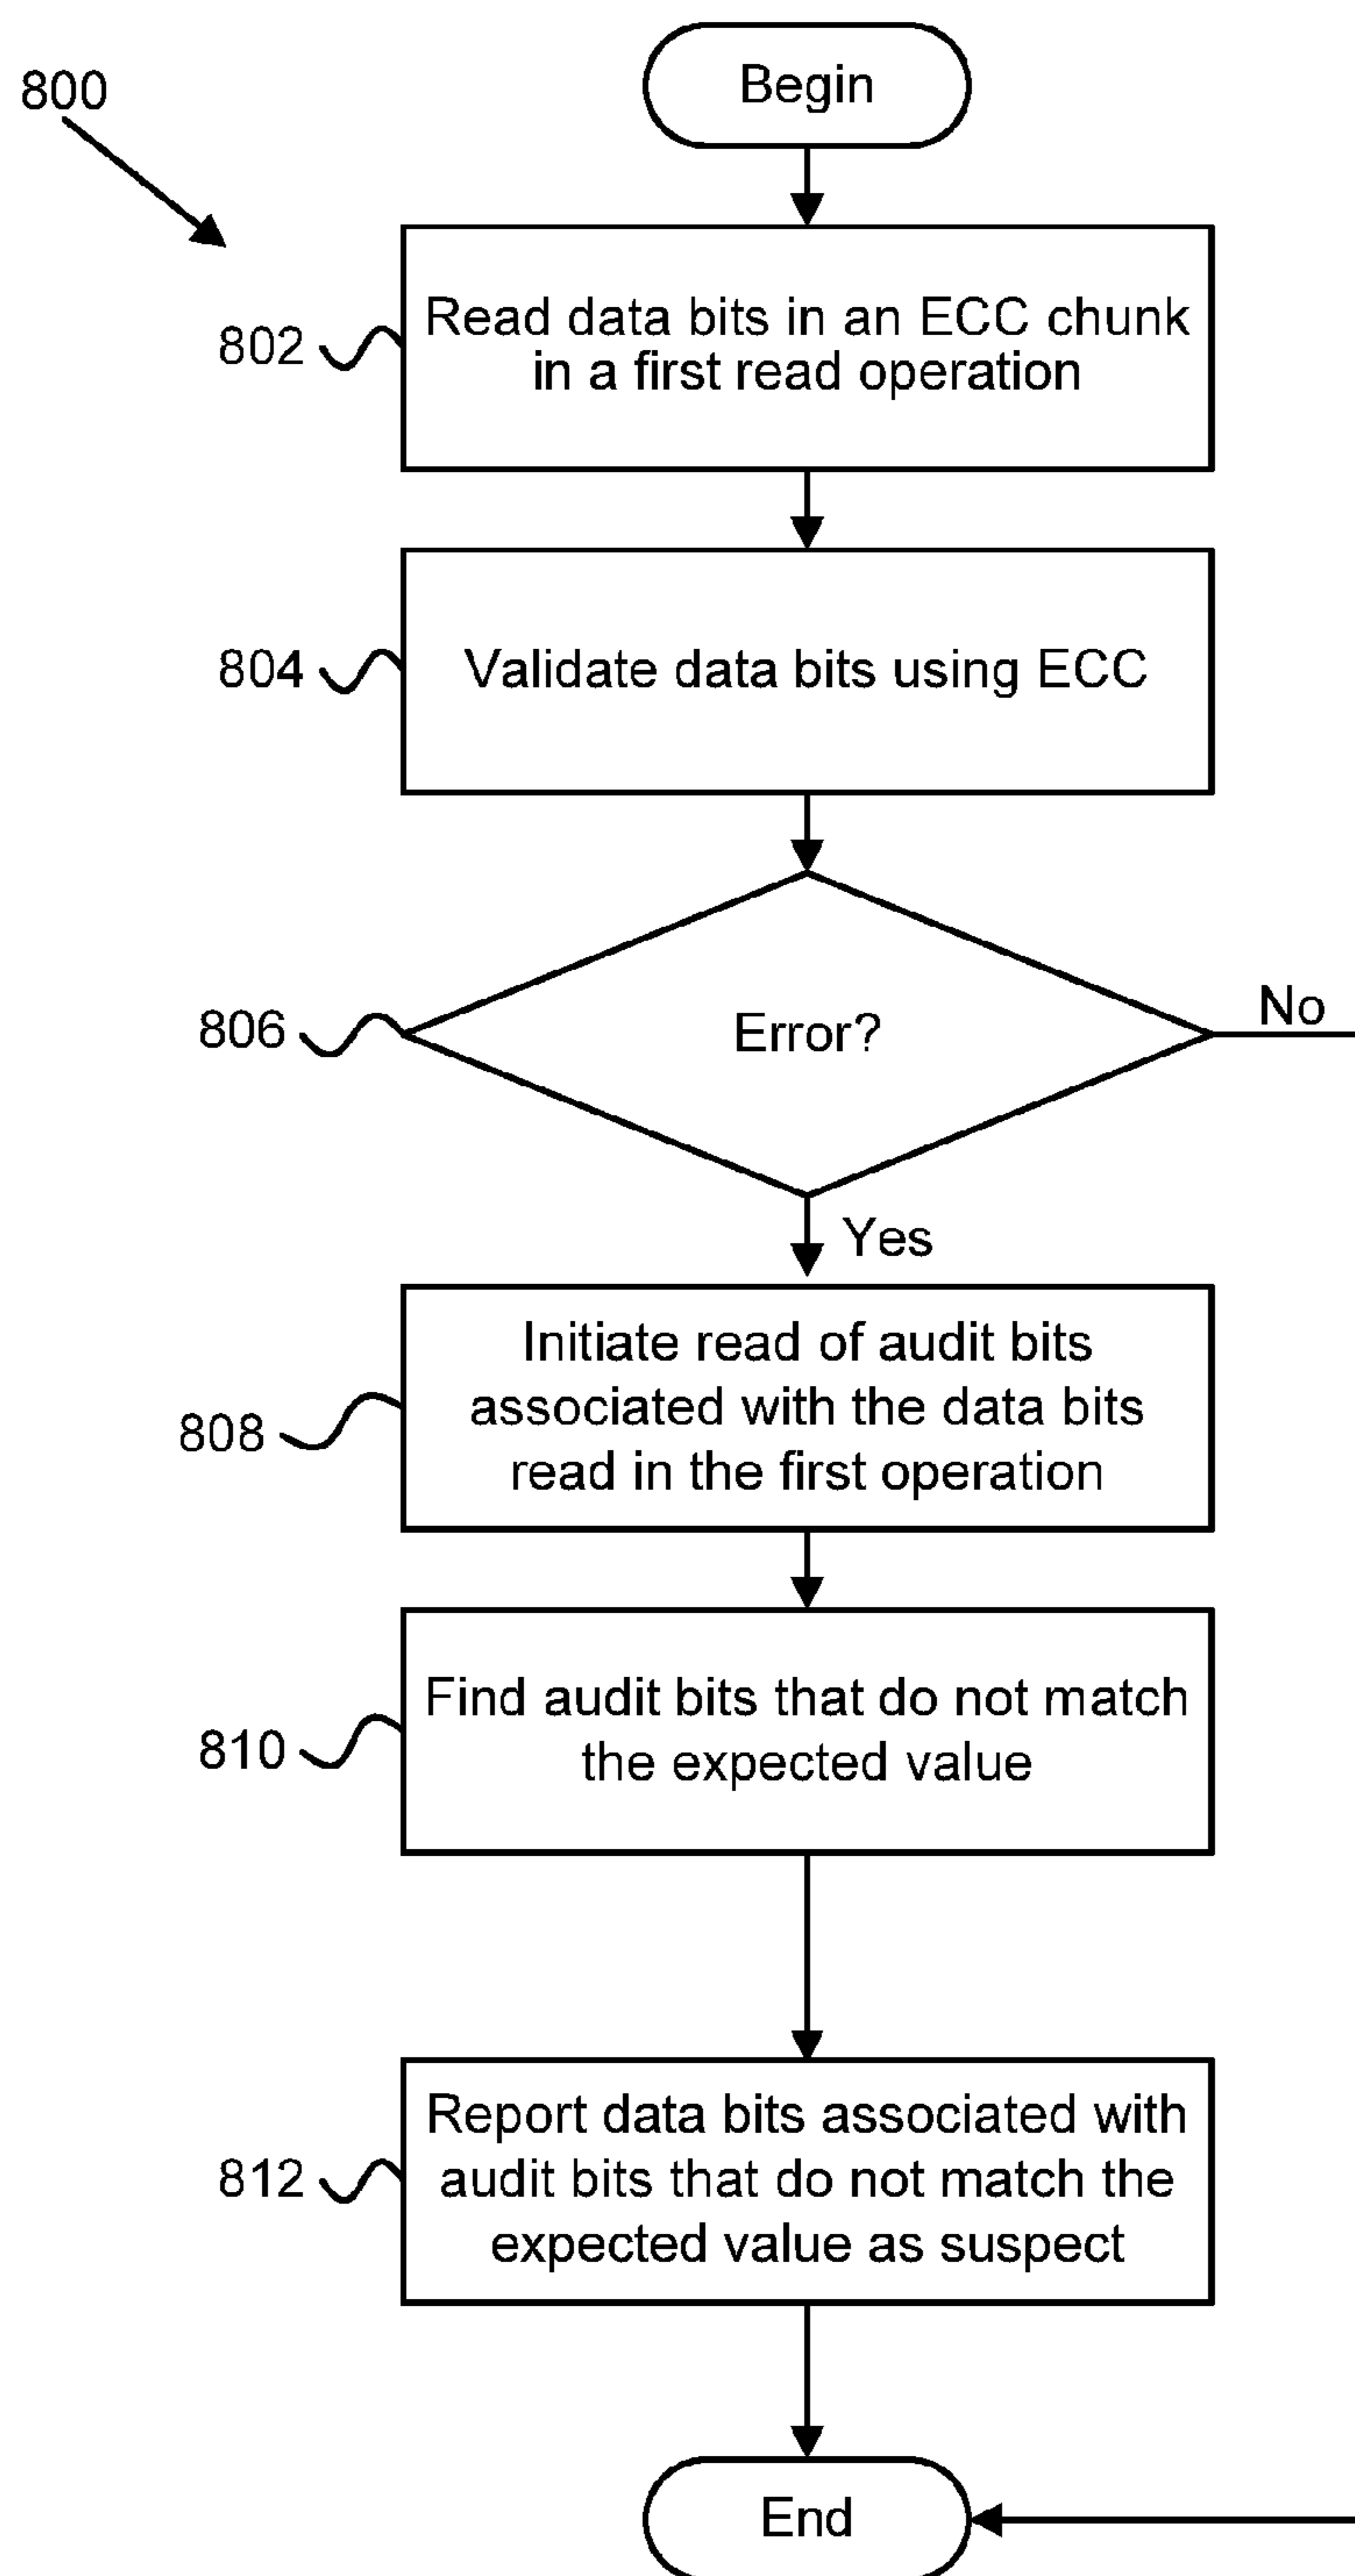 Begin
800
802
Read data bits in an ECC chunk
in a first read operation
804
Validate data bits using ECC
806
Error?
No
Yes
808
Initiate read of audit bits
associated with the data bits
read in the first operation
810
Find audit bits that do not match
the expected value
812
Report data bits associated with
audit bits that do not match the
expected value as suspect
End